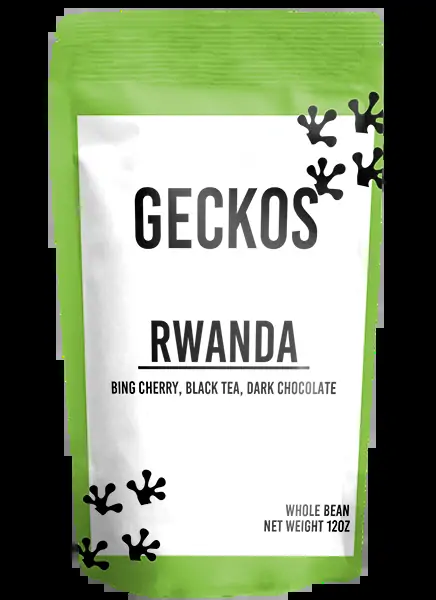 GECKOS
RWANDA
BING CHERRY, BLACK TEA, DARK CHOCOLATE
WHOLE BEAN
NET WEIGHT 12OZ